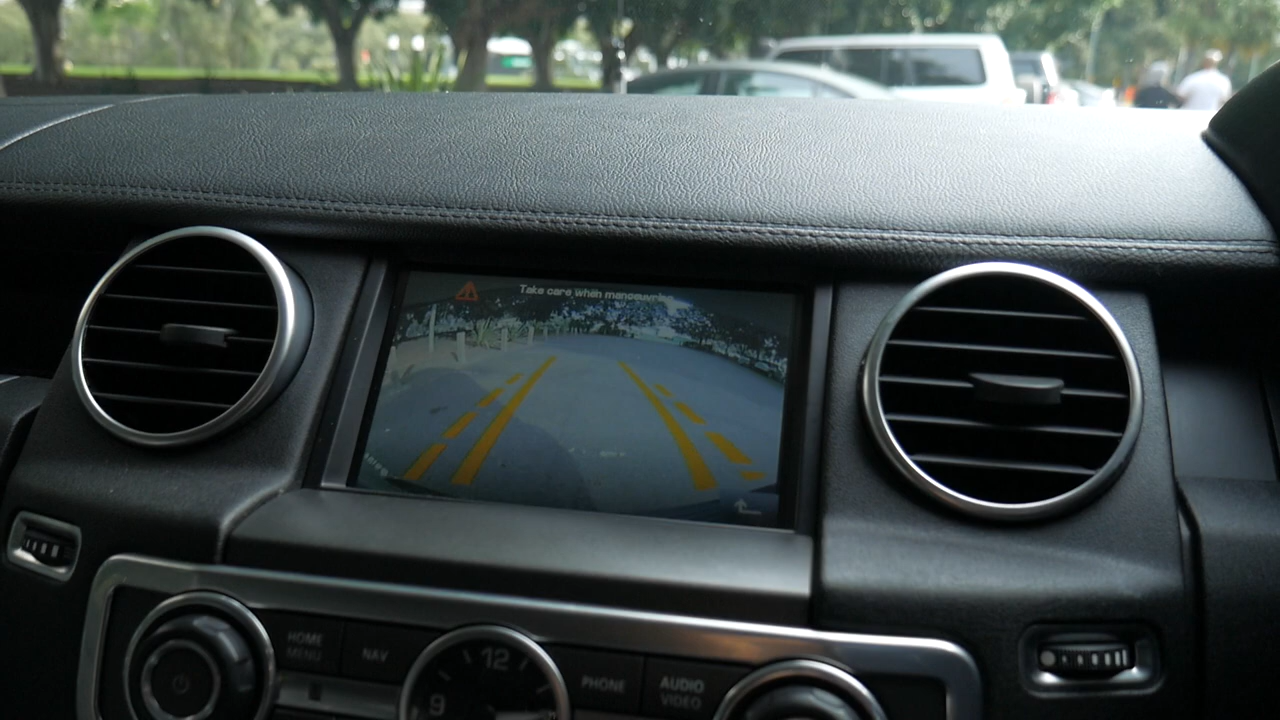 Take care when manoeuvring
HOME
MENU
NAV
12
9
PHONE
AUDIO
VIDEO